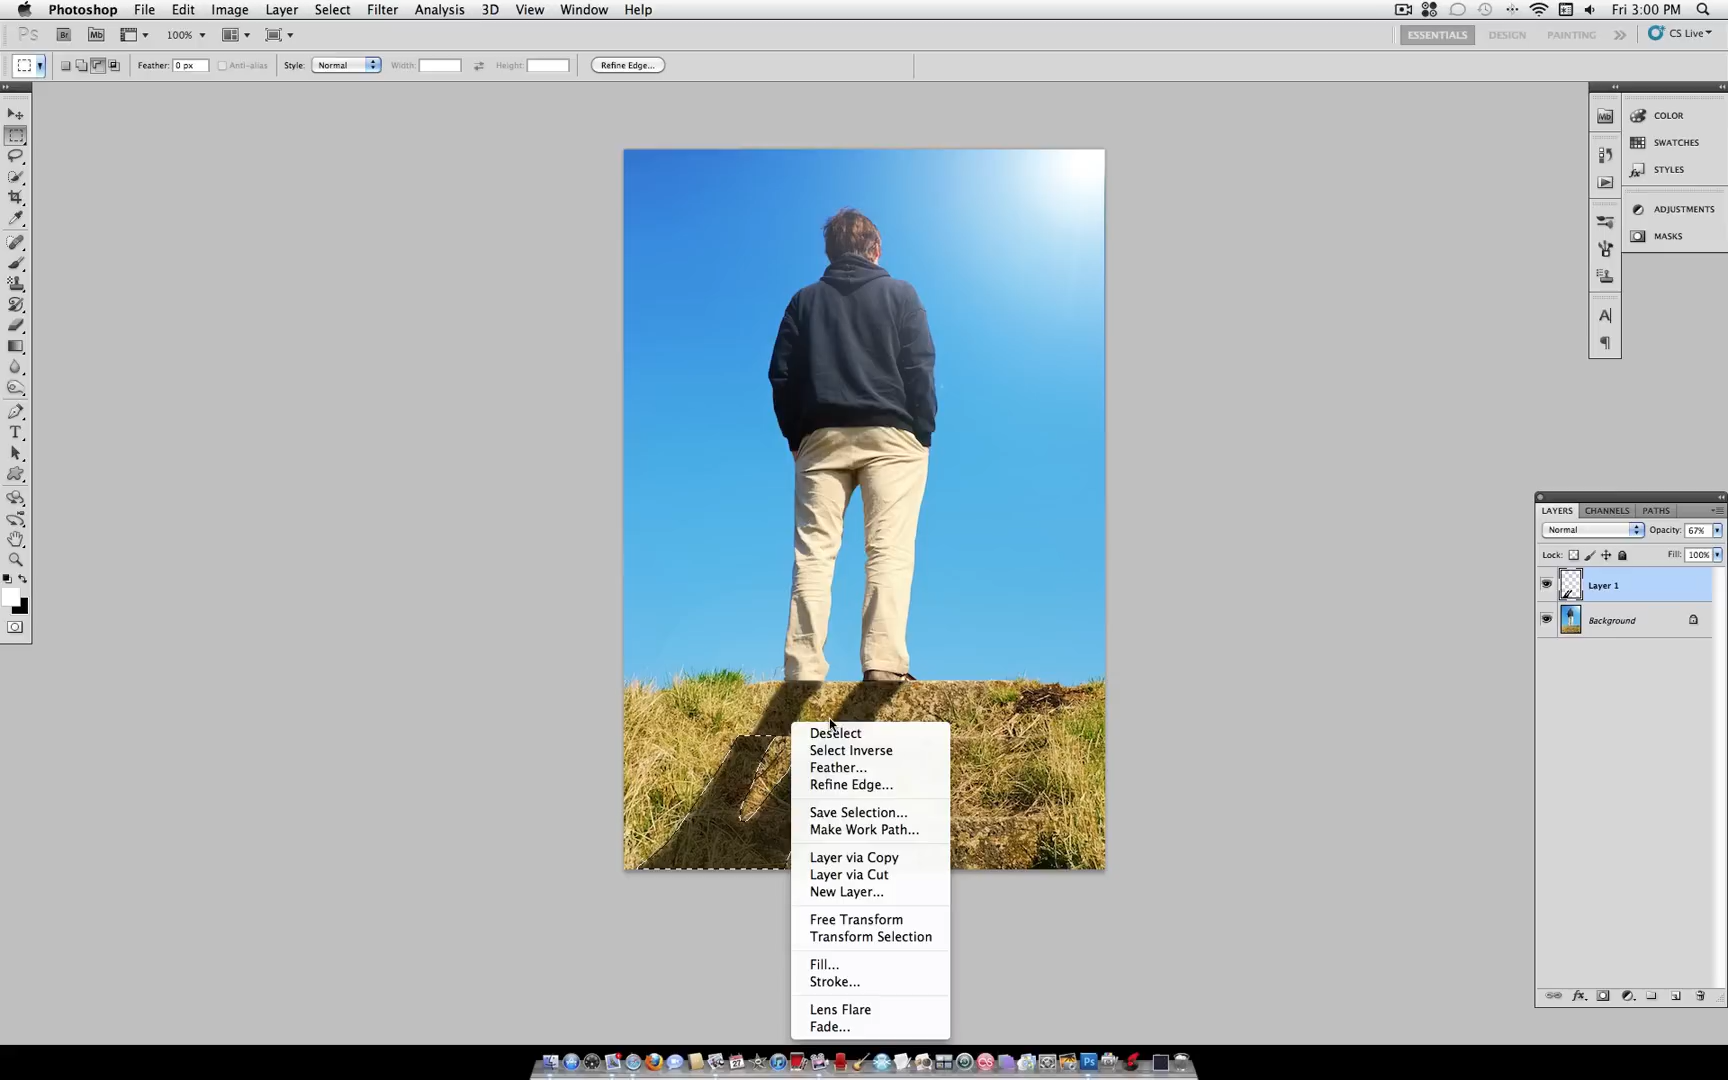 Photoshop File Edit Image Layer Select Filter Analysis 3D View Window Help Fri 3:00 PM
Ps Br Mb 100% ESSENTIALS DESIGN PAINTING >> CS Live
Feather: 0 px Anti-alias Style: Normal Width: Height: Refine Edge...
Mb COLOR
SWATCHES
STYLES
ADJUSTMENTS
MASKS
LAYERS CHANNELS PATHS
Normal Opacity: 67%
Lock: Fill: 100%
Layer 1
Background
Deselect
Select Inverse
Feather...
Refine Edge...
Save Selection...
Make Work Path...
Layer via Copy
Layer via Cut
New Layer...
Free Transform
Transform Selection
Fill...
Stroke...
Lens Flare
Fade...